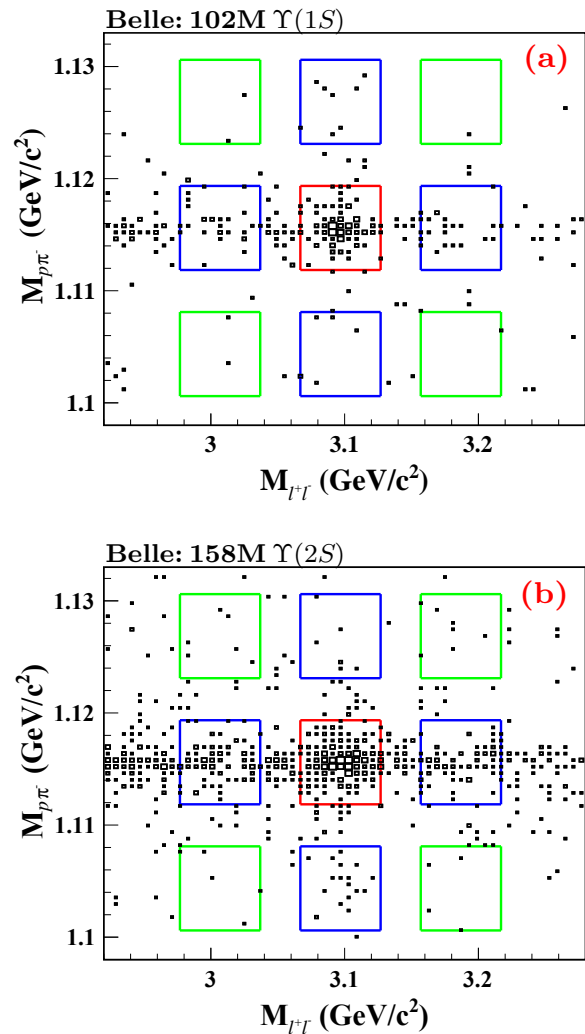 Belle: 102M ϒ(1S)
(a)
M_{pπ⁻} (GeV/c²)
1.13
1.12
1.11
1.1
3 3.1 3.2
M_{l⁺l⁻} (GeV/c²)
Belle: 158M ϒ(2S)
(b)
M_{pπ⁻} (GeV/c²)
1.13
1.12
1.11
1.1
3 3.1 3.2
M_{l⁺l⁻} (GeV/c²)